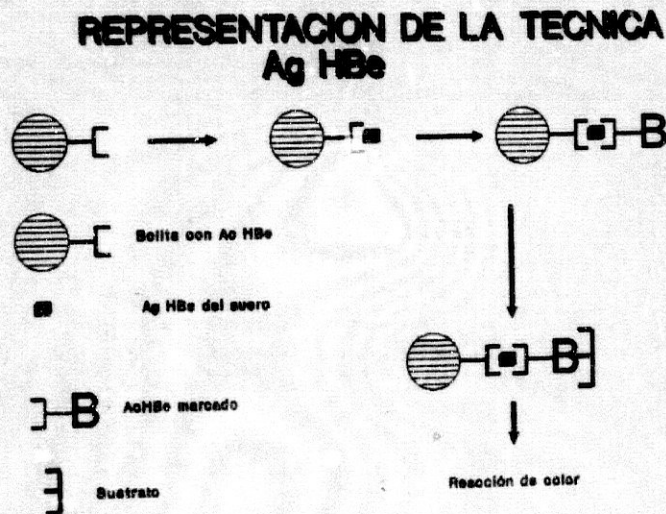 REPRESENTACION DE LA TECNICA
Ag HBe
B
Bolita con Ac HBe
Ag HBe del suero
B
B
AcHBe marcado
Sustrato
Reacción de color